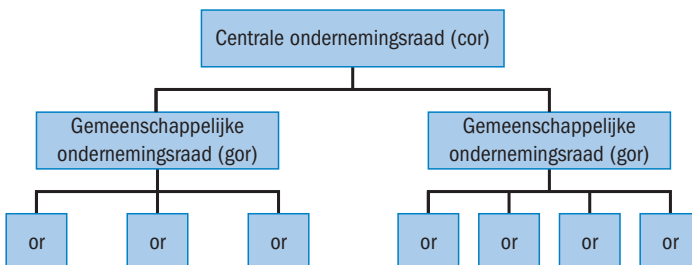 Centrale ondernemingsraad (cor)
Gemeenschappelijke
ondernemingsraad (gor)
Gemeenschappelijke
ondernemingsraad (gor)
or
or
or
or
or
or
or